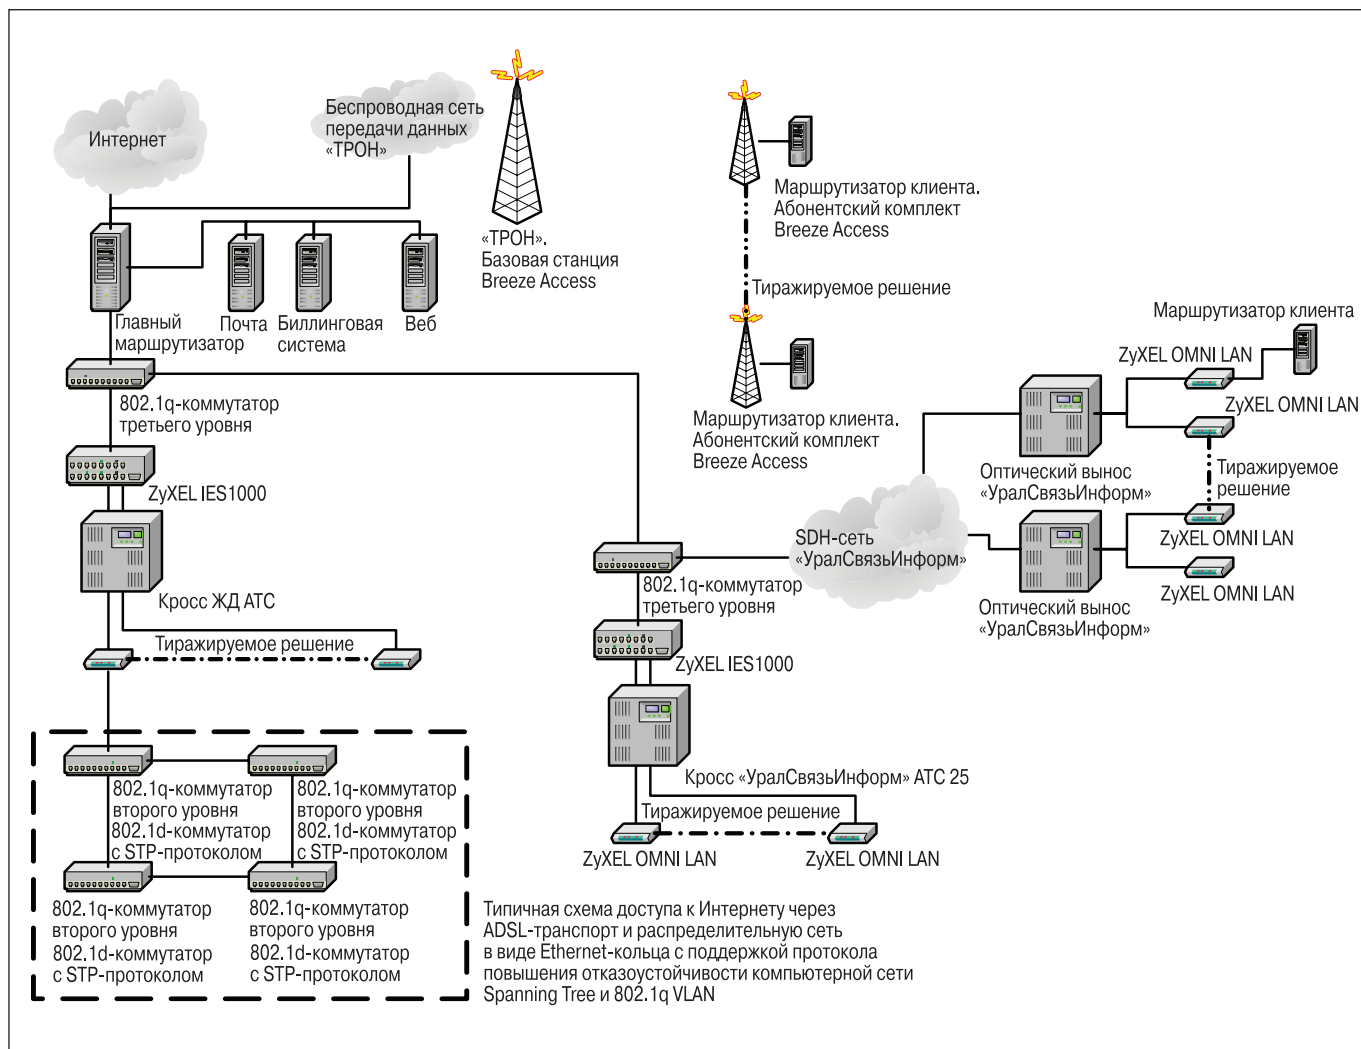 Интернет
Беспроводная сеть
передачи данных
«ТРОН»
«ТРОН».
Базовая станция
Breeze Access
Маршрутизатор клиента.
Абонентский комплект
Breeze Access
Тиражируемое решение
Маршрутизатор клиента.
Абонентский комплект
Breeze Access
Главный
маршрутизатор
Почта
Биллинговая
система
Веб
802.1q-коммутатор
третьего уровня
ZyXEL IES1000
Кросс ЖД АТС
Тиражируемое решение
Маршрутизатор клиента
ZyXEL OMNI LAN
ZyXEL OMNI LAN
Оптический вынос
«УралСвязьИнформ»
Тиражируемое
решение
SDH-сеть
«УралСвязьИнформ»
ZyXEL OMNI LAN
ZyXEL OMNI LAN
Оптический вынос
«УралСвязьИнформ»
802.1q-коммутатор
третьего уровня
ZyXEL IES1000
Кросс «УралСвязьИнформ» АТС 25
Тиражируемое решение
ZyXEL OMNI LAN
ZyXEL OMNI LAN
802.1q-коммутатор
второго уровня
802.1d-коммутатор
с STP-протоколом
802.1q-коммутатор
второго уровня
802.1d-коммутатор
с STP-протоколом
802.1q-коммутатор
второго уровня
802.1d-коммутатор
с STP-протоколом
802.1q-коммутатор
второго уровня
802.1d-коммутатор
с STP-протоколом
Типичная схема доступа к Интернету через
ADSL-транспорт и распределительную сеть
в виде Ethernet-кольца с поддержкой протокола
повышения отказоустойчивости компьютерной сети
Spanning Tree и 802.1q VLAN